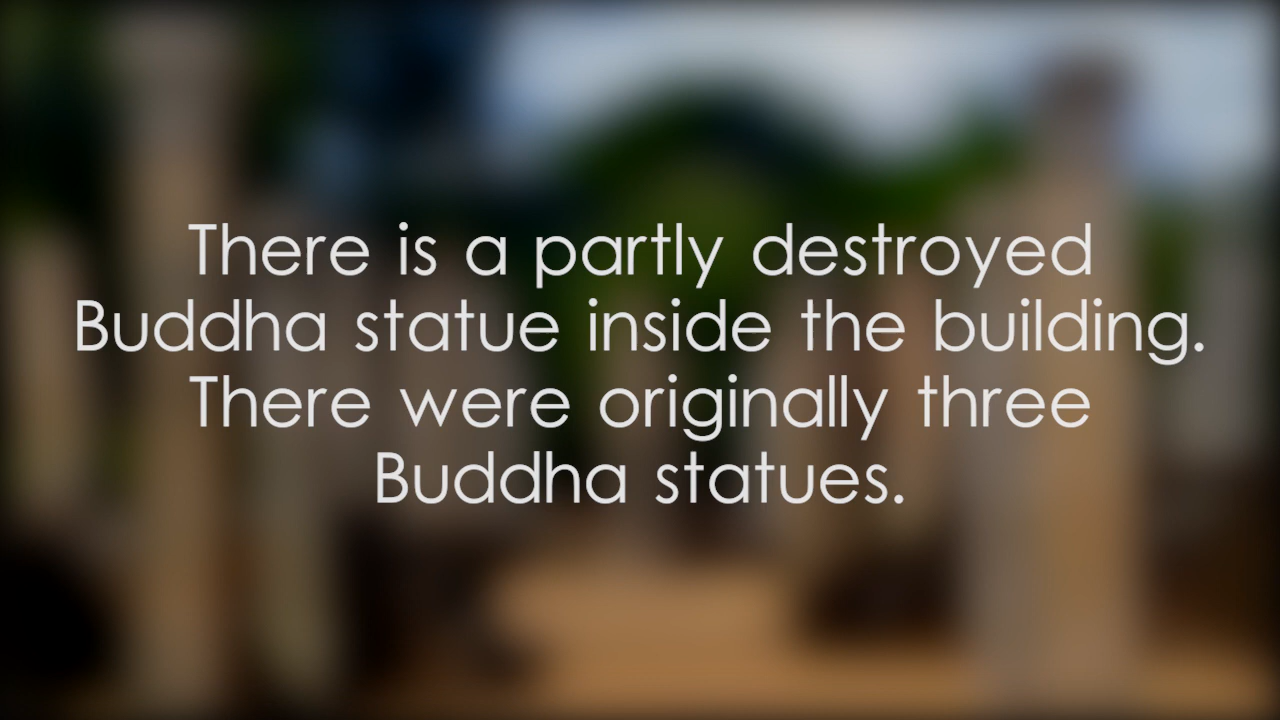 There is a partly destroyed
Buddha statue inside the building.
There were originally three
Buddha statues.